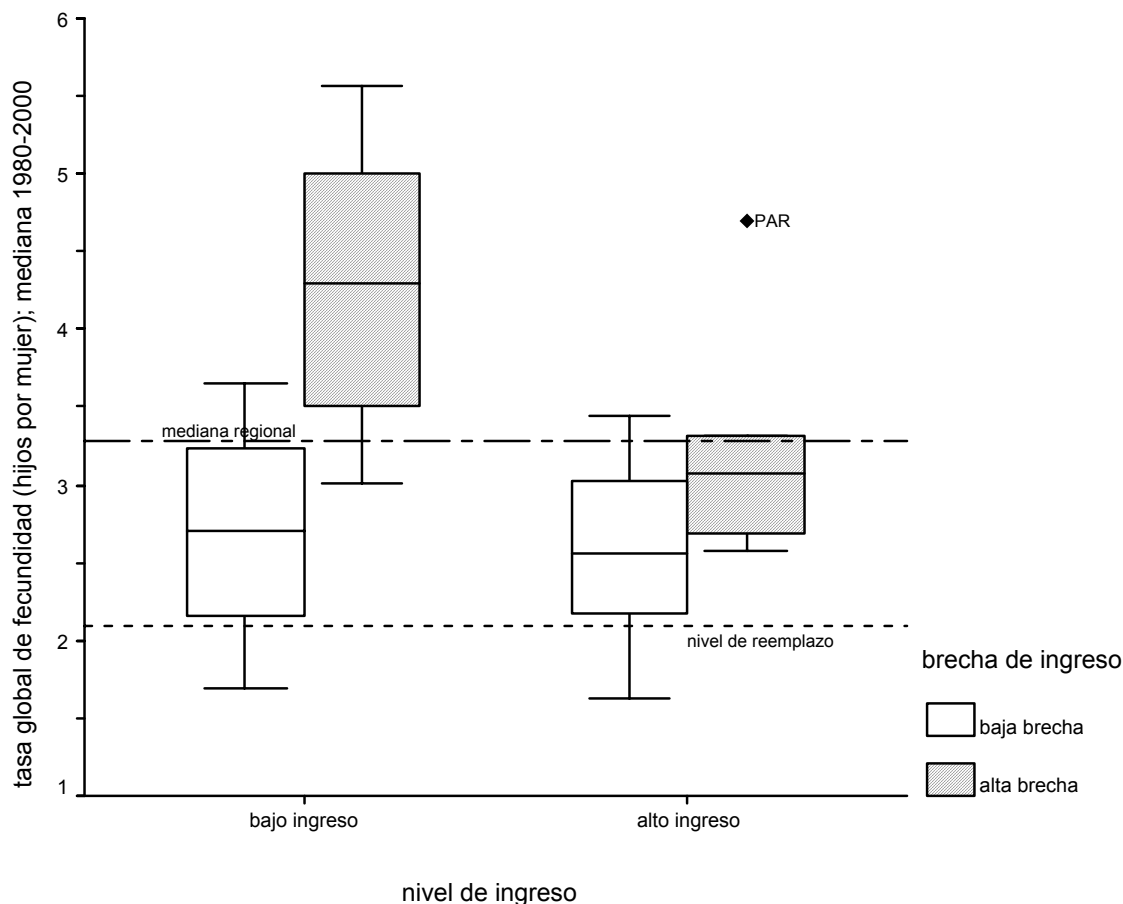 tasa global de fecundidad (hijos por mujer); mediana 1980-2000
6
5
4
3
2
1
PAR
mediana regional
nivel de reemplazo
brecha de ingreso
baja brecha
alta brecha
bajo ingreso
alto ingreso
nivel de ingreso